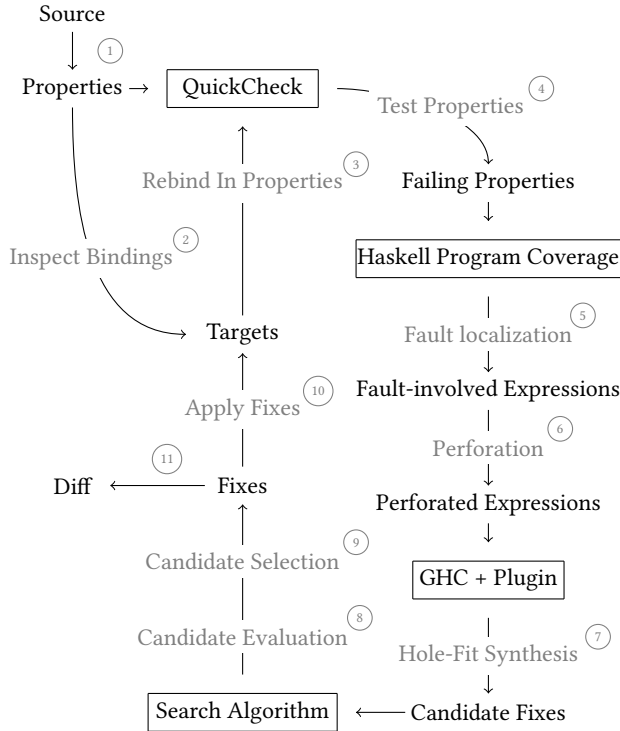 Source
1
Properties
QuickCheck
4
Test Properties
3
Rebind In Properties
Failing Properties
2
Inspect Bindings
Haskell Program Coverage
5
Targets
Fault localization
10
Apply Fixes
Fault-involved Expressions
6
Perforation
11
Diff
Fixes
Perforated Expressions
9
Candidate Selection
GHC + Plugin
8
Candidate Evaluation
7
Hole-Fit Synthesis
Search Algorithm
Candidate Fixes